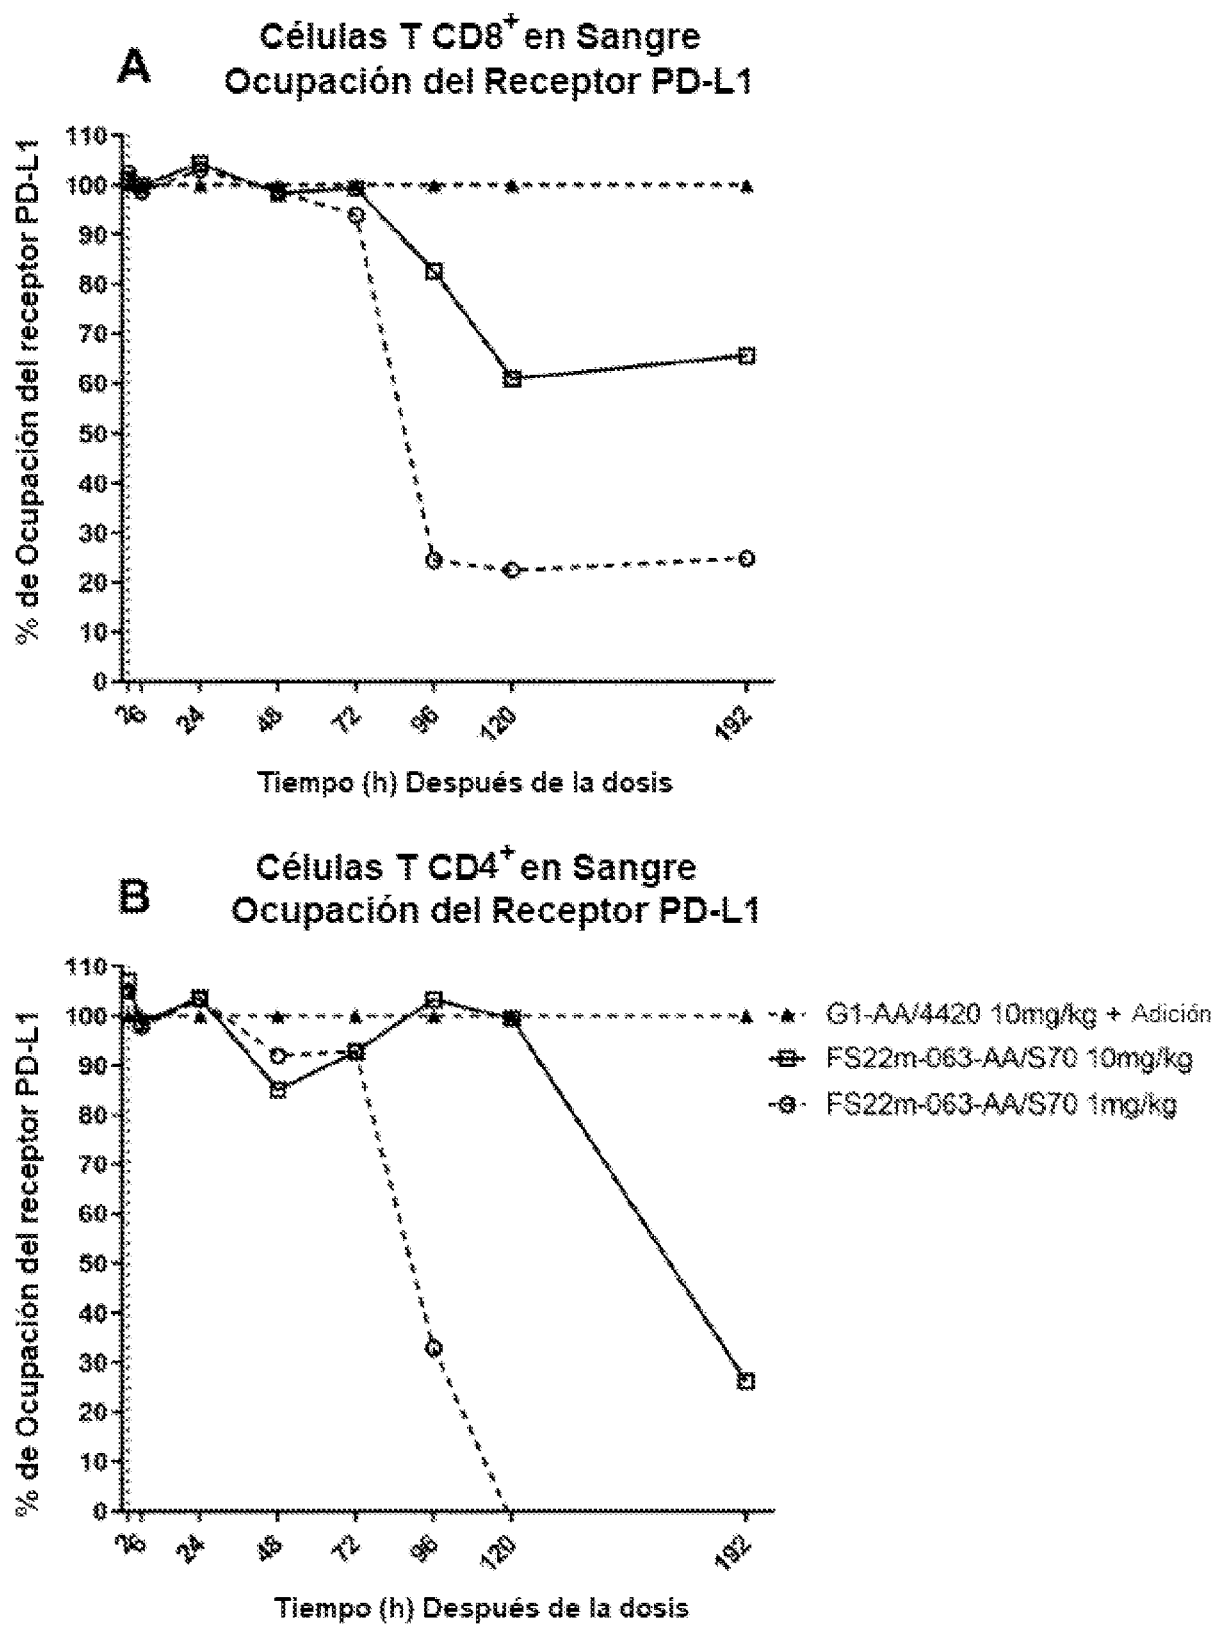 A
Células T CD8+ en Sangre
Ocupación del Receptor PD-L1
% de Ocupación del receptor PD-L1
110
100
90
80
70
60
50
40
30
20
10
0
2 6 24 48 72 96 120 192
Tiempo (h) Después de la dosis
B
Células T CD4+ en Sangre
Ocupación del Receptor PD-L1
% de Ocupación del receptor PD-L1
110
100
90
80
70
60
50
40
30
20
10
0
2 6 24 48 72 96 120 192
Tiempo (h) Después de la dosis
G1-AA/4420 10mg/kg + Adición
FS22m-063-AA/S70 10mg/kg
FS22m-063-AA/S70 1mg/kg